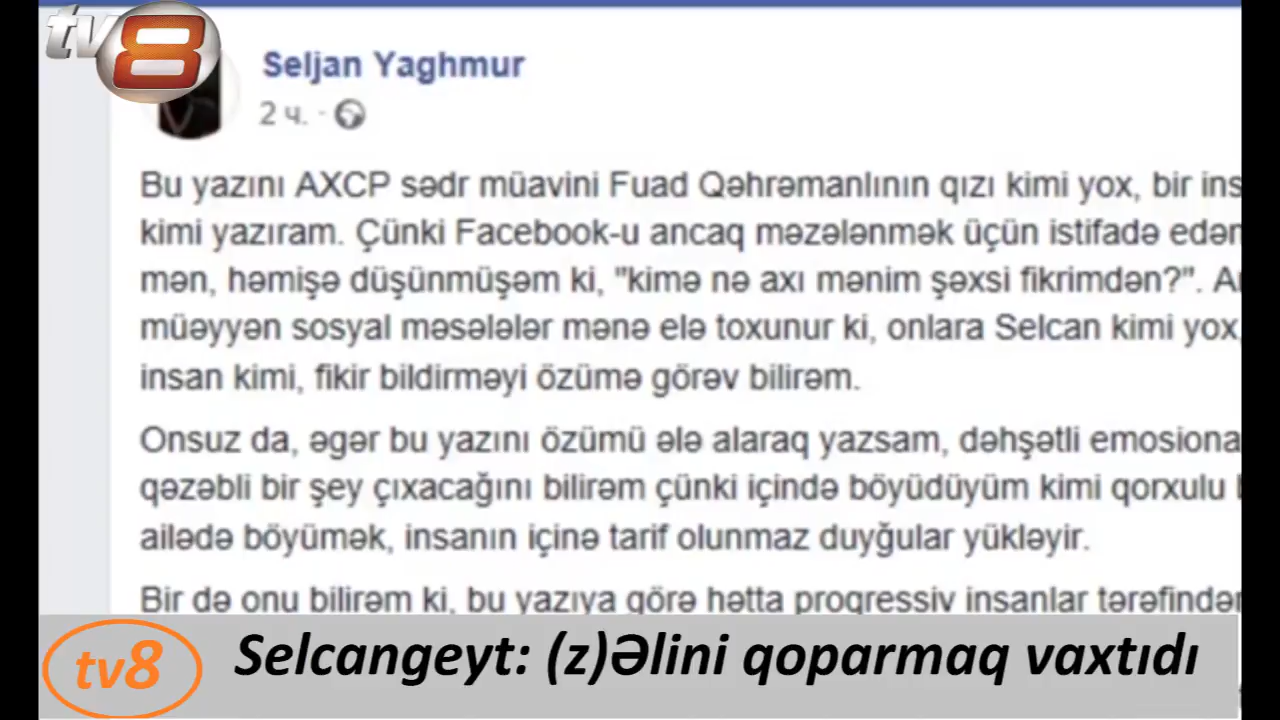 tv8
Seljan Yaghmur
2 ч. ·
Bu yazını AXCP sədr müavini Fuad Qəhrəmanlının qızı kimi yox, bir ins
kimi yazıram. Çünki Facebook-u ancaq məzələnmək üçün istifadə edən
mən, həmişə düşünmüşəm ki, "kimə nə axı mənim şəxsi fikrimdən?".
müəyyən sosyal məsələlər mənə elə toxunur ki, onlara Selcan kimi yox,
insan kimi, fikir bildirməyi özümə görəv bilirəm.
Onsuz da, əgər bu yazını özümü ələ alaraq yazsam, dəhşətli emosiona
qəzəbli bir şey çıxacağını bilirəm çünki içində böyüdüyüm kimi qorxulu
ailədə böyümək, insanın içinə tarif olunmaz duyğular yükləyir.
Bir də onu bilirəm ki, bu yazıya görə hətta proqressiv insanlar tərəfindən
tv8 Selcangeyt: (z)Əlini qoparmaq vaxtıdı